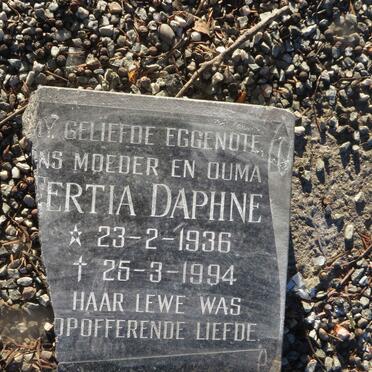 GELIEFDE EGGENOTE,
NS MOEDER EN OUMA
ERTIA DAPHNE
☆ 23-2-1936
† 25-3-1994
HAAR LEWE WAS
OPOFFERENDE LIEFDE.